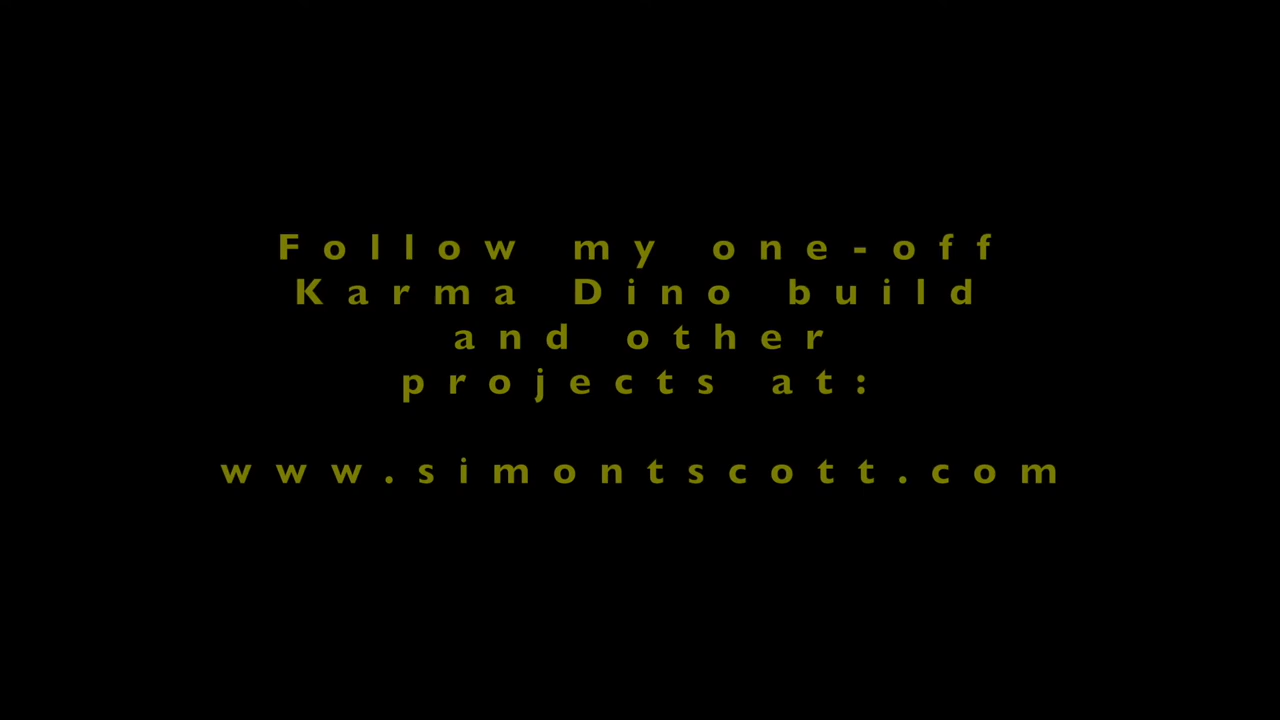 Follow my one-off
Karma Dino build
and other
projects at:
www.simontscott.com